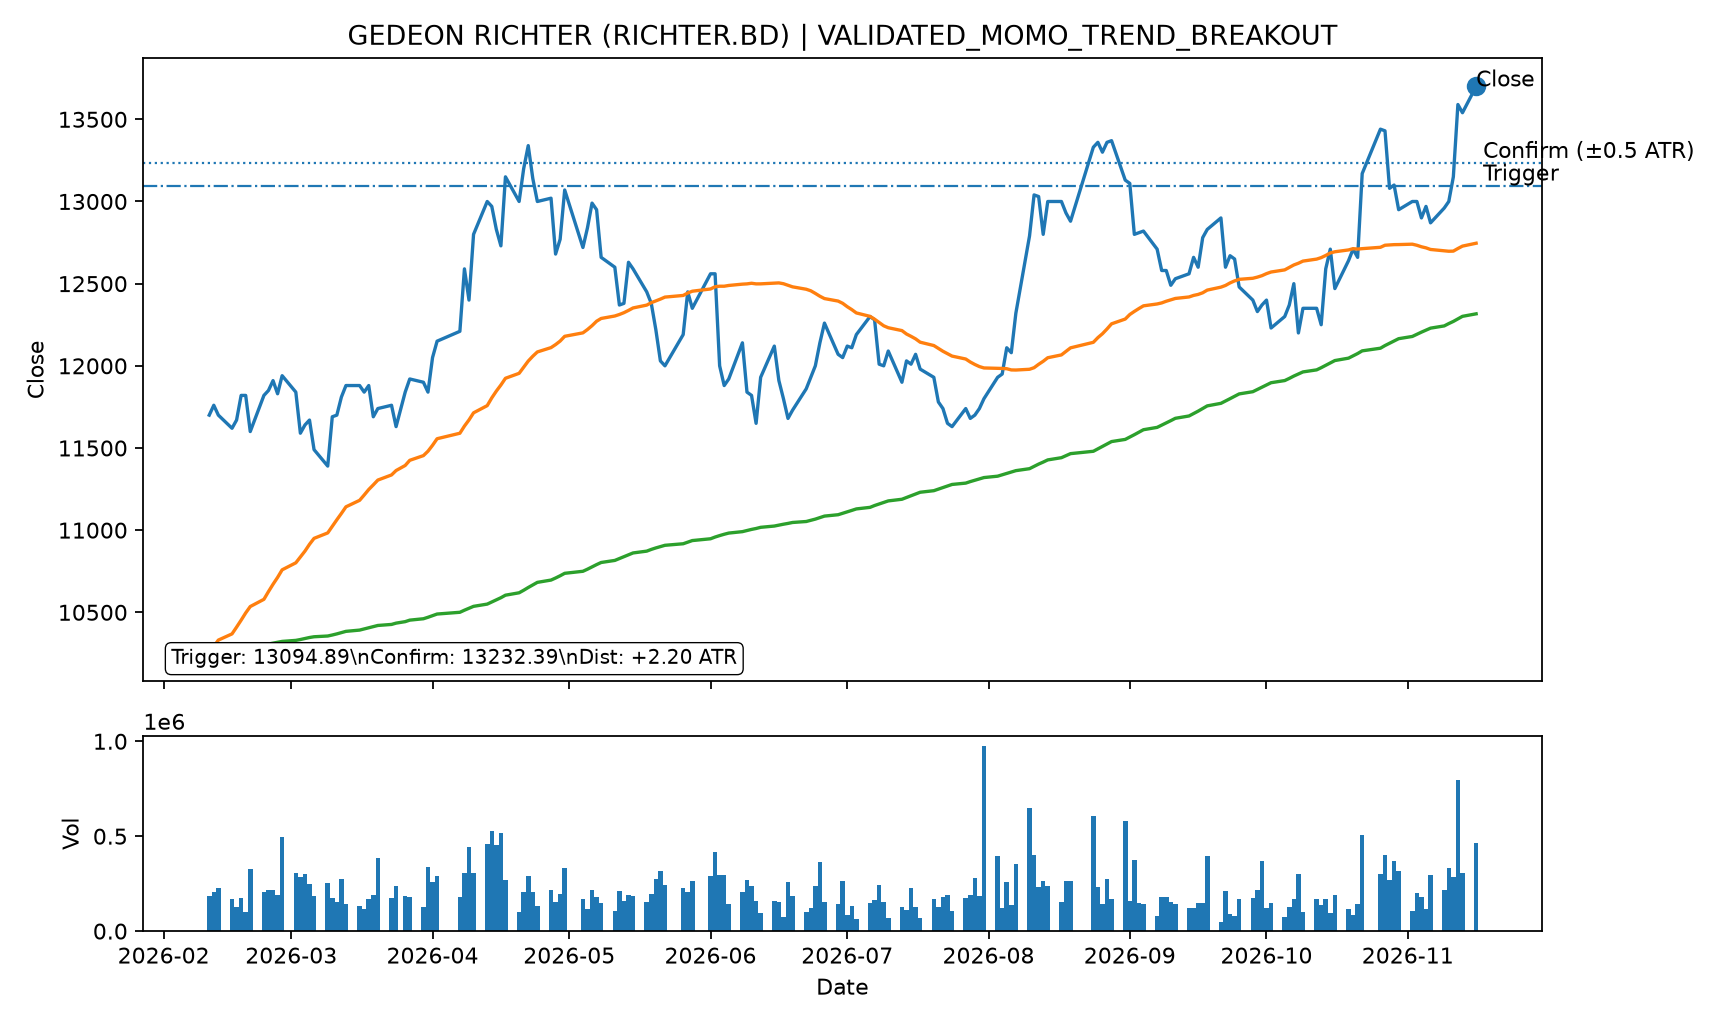 GEDEON RICHTER (RICHTER.BD) | VALIDATED_MOMO_TREND_BREAKOUT
Close
13500
13000
12500
12000
11500
11000
10500
Close
Confirm (±0.5 ATR)
Trigger
Trigger: 13094.89\nConfirm: 13232.39\nDist: +2.20 ATR
1e6
Vol
1.0
0.5
0.0
2026-02 2026-03 2026-04 2026-05 2026-06 2026-07 2026-08 2026-09 2026-10 2026-11
Date